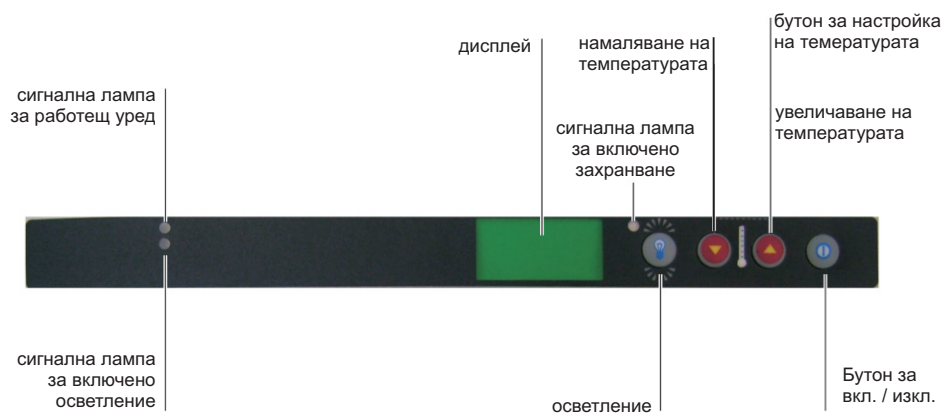 бутон за настройка
на темературата
дисплей
намаляване на
температурата
сигнална лампа
за работещ уред
увеличаване на
температурата
сигнална лампа
за включено
захранване
сигнална лампа
за включено
осветление
осветление
Бутон за
вкл. / изкл.